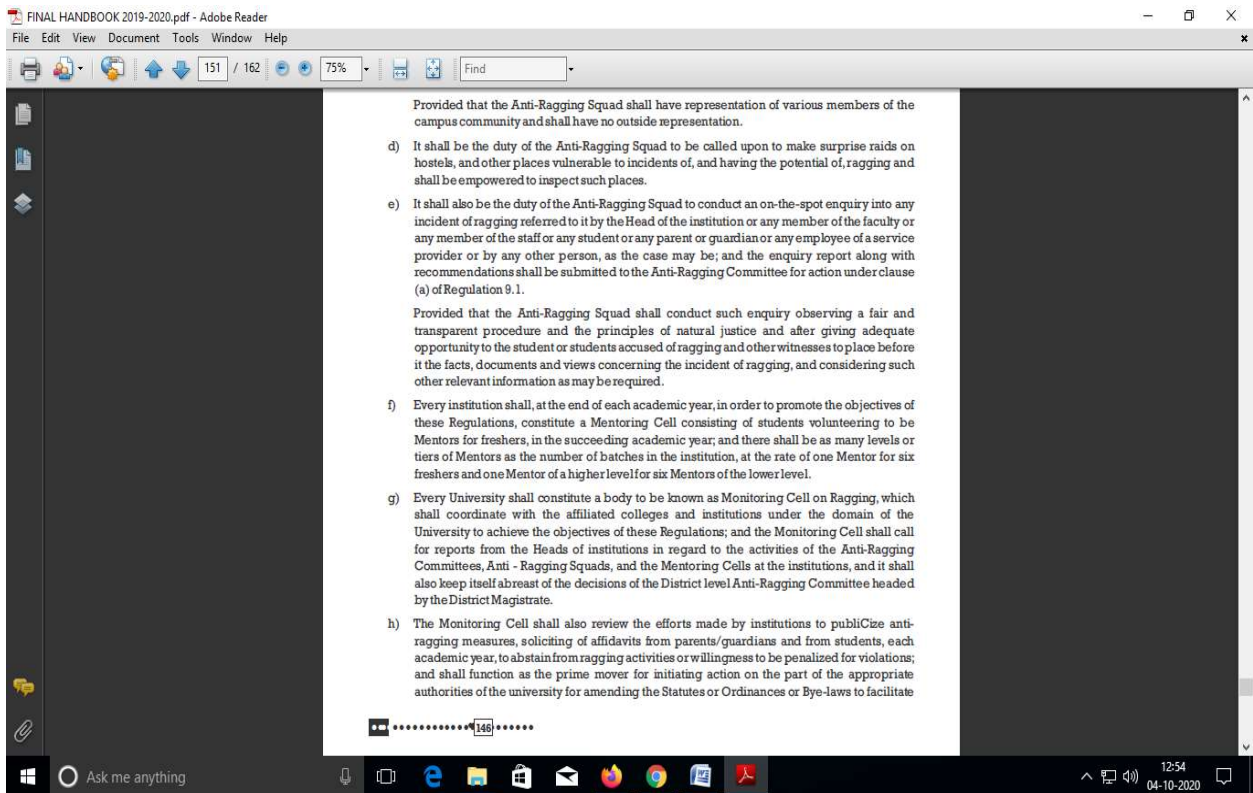 FINAL HANDBOOK 2019-2020.pdf - Adobe Reader
File Edit View Document Tools Window Help
151 / 162 75% Find
Provided that the Anti-Ragging Squad shall have representation of various members of the
campus community and shall have no outside representation.
d) It shall be the duty of the Anti-Ragging Squad to be called upon to make surprise raids on
hostels, and other places vulnerable to incidents of, and having the potential of, ragging and
shall be empowered to inspect such places.
e) It shall also be the duty of the Anti-Ragging Squad to conduct an on-the-spot enquiry into any
incident of ragging referred to it by the Head of the institution or any member of the faculty or
any member of the staff or any student or any parent or guardian or any employee of a service
provider or by any other person, as the case may be; and the enquiry report along with
recommendations shall be submitted to the Anti-Ragging Committee for action under clause
(a) of Regulation 9.1.
Provided that the Anti-Ragging Squad shall conduct such enquiry observing a fair and
transparent procedure and the principles of natural justice and after giving adequate
opportunity to the student or students accused of ragging and other witnesses to place before
it the facts, documents and views concerning the incident of ragging, and considering such
other relevant information as may be required.
f) Every institution shall, at the end of each academic year, in order to promote the objectives of
these Regulations, constitute a Mentoring Cell consisting of students volunteering to be
Mentors for freshers, in the succeeding academic year; and there shall be as many levels or
tiers of Mentors as the number of batches in the institution, at the rate of one Mentor for six
freshers and one Mentor of a higher level for six Mentors of the lower level.
g) Every University shall constitute a body to be known as Monitoring Cell on Ragging, which
shall coordinate with the affiliated colleges and institutions under the domain of the
University to achieve the objectives of these Regulations; and the Monitoring Cell shall call
for reports from the Heads of institutions in regard to the activities of the Anti-Ragging
Committees, Anti - Ragging Squads, and the Mentoring Cells at the institutions, and it shall
also keep itself abreast of the decisions of the District level Anti-Ragging Committee headed
by the District Magistrate.
h) The Monitoring Cell shall also review the efforts made by institutions to publiCize anti-
ragging measures, soliciting of affidavits from parents/guardians and from students, each
academic year, to abstain from ragging activities or willingness to be penalized for violations;
and shall function as the prime mover for initiating action on the part of the appropriate
authorities of the university for amending the Statutes or Ordinances or Bye-laws to facilitate
146
Ask me anything
12:54
04-10-2020